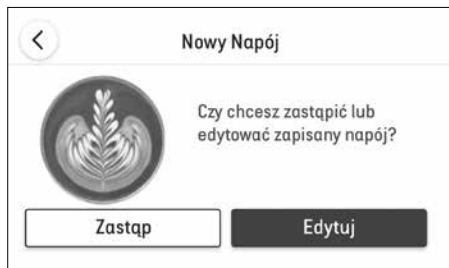 Nowy Napój
Czy chcesz zastąpić lub
edytować zapisany napój?
Zastąp
Edytuj